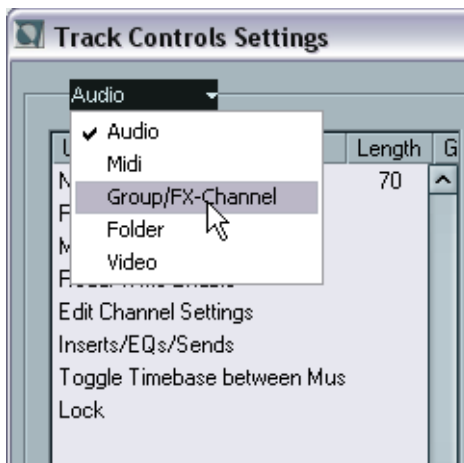 Track Controls Settings
Audio
Audio
Length
G
Midi
70
Group/FX-Channel
Folder
Video
Edit Channel Settings
Inserts/EQs/Sends
Toggle Timebase between Mus
Lock